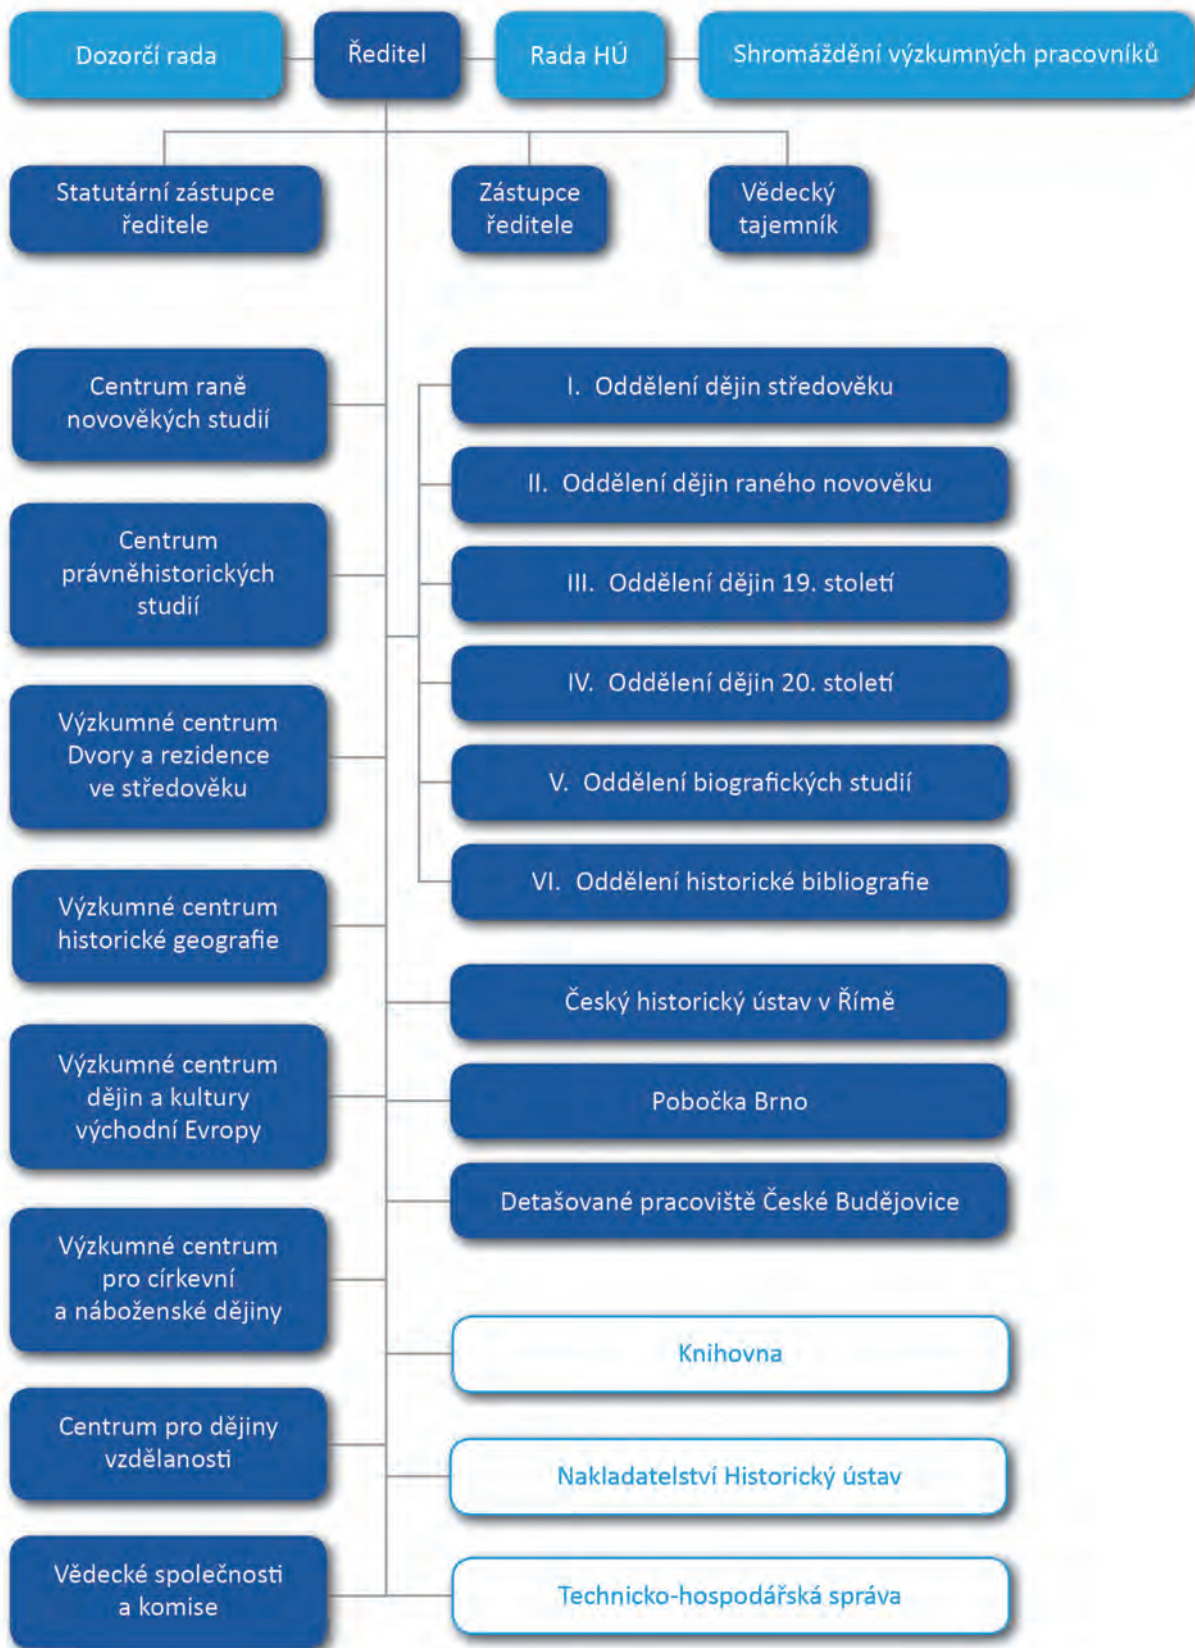 Dozorčí rada
Ředitel
Rada HÚ
Shromáždění výzkumných pracovníků
Statutární zástupce
ředitele
Zástupce
ředitele
Vědecký
tajemník
Centrum raně
novověkých studií
Centrum
právněhistorických
studií
Výzkumné centrum
Dvory a rezidence
ve středověku
Výzkumné centrum
historické geografie
Výzkumné centrum
dějin a kultury
východní Evropy
Výzkumné centrum
pro církevní
a náboženské dějiny
Centrum pro dějiny
vzdělanosti
Vědecké společnosti
a komise
I. Oddělení dějin středověku
II. Oddělení dějin raného novověku
III. Oddělení dějin 19. století
IV. Oddělení dějin 20. století
V. Oddělení biografických studií
VI. Oddělení historické bibliografie
Český historický ústav v Římě
Pobočka Brno
Detašované pracoviště České Budějovice
Knihovna
Nakladatelství Historický ústav
Technicko-hospodářská správa